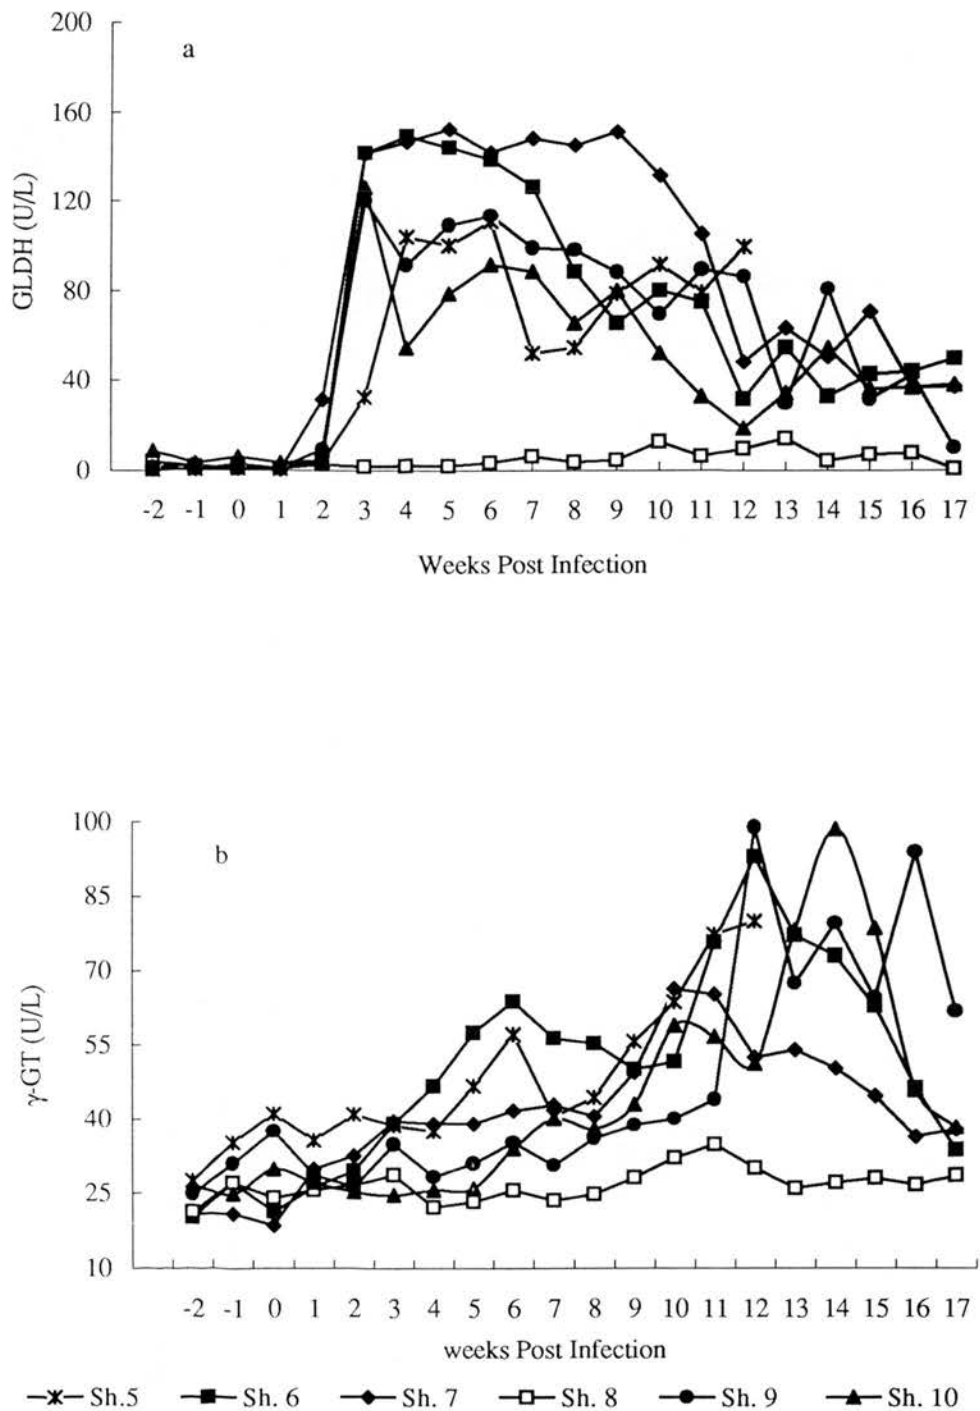 200
a
160
120
80
40
0
GLDH (U/L)
-2 -1 0 1 2 3 4 5 6 7 8 9 10 11 12 13 14 15 16 17
Weeks Post Infection
100
b
85
70
55
40
25
10
γ-GT (U/L)
-2 -1 0 1 2 3 4 5 6 7 8 9 10 11 12 13 14 15 16 17
weeks Post Infection
Sh.5 Sh. 6 Sh. 7 Sh. 8 Sh. 9 Sh. 10